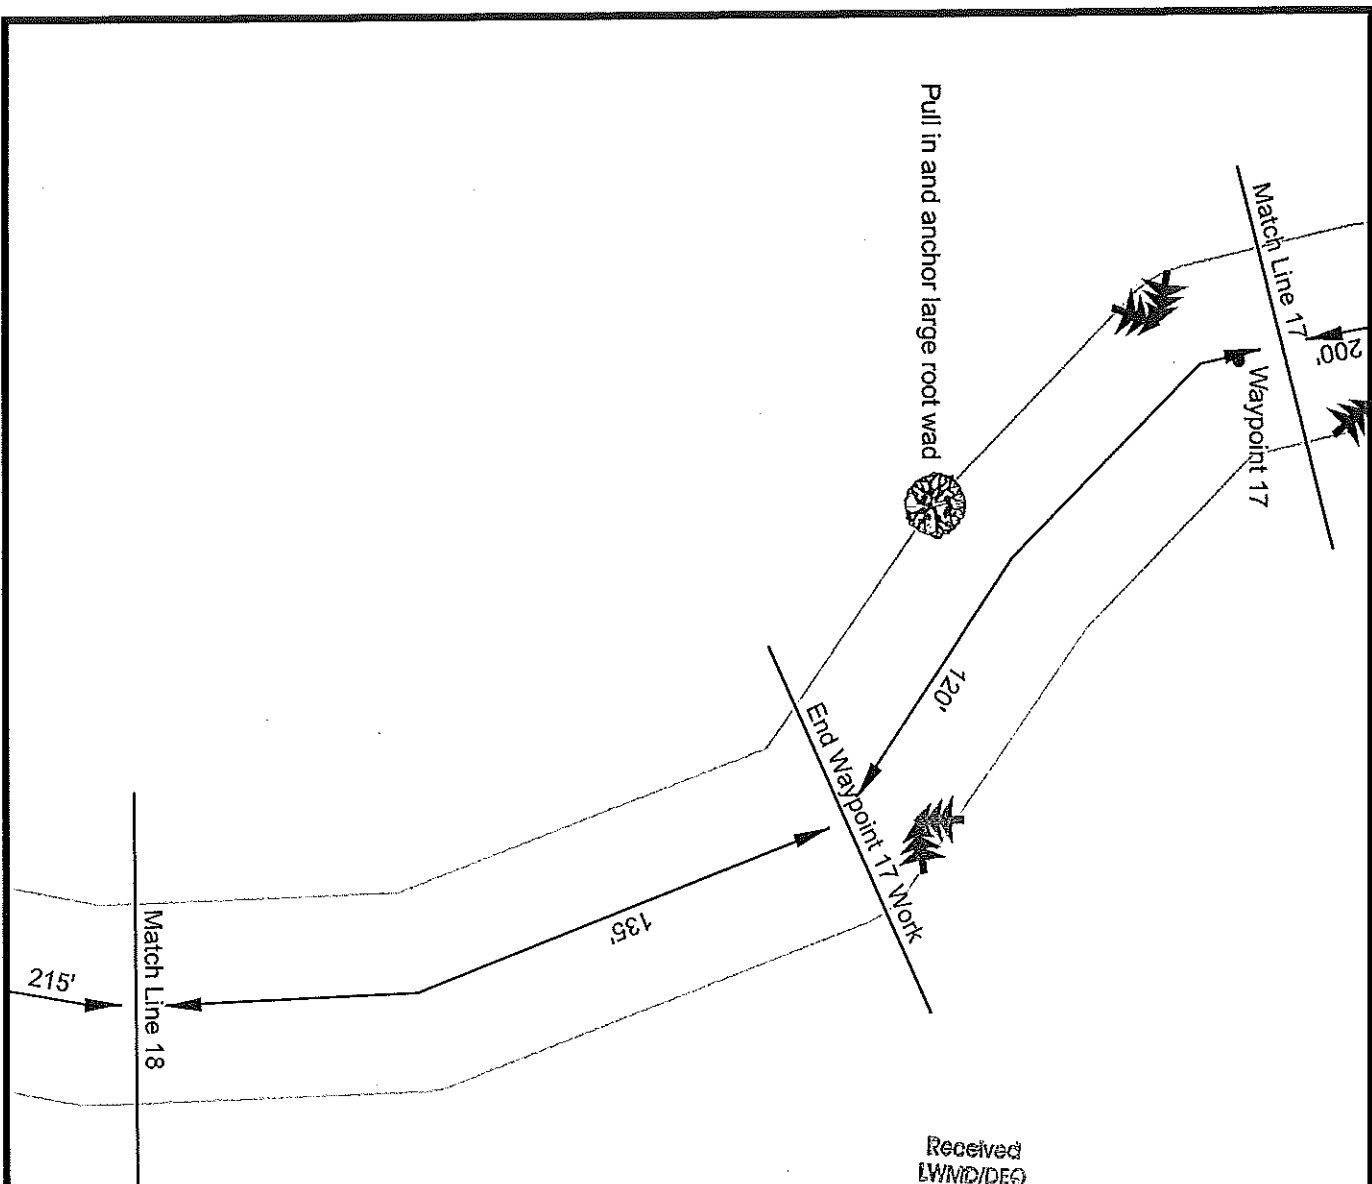 Pull in and anchor large root wad
Match Line 17
200'
Waypoint 17
120'
End Waypoint 17 Work
135'
215'
Match Line 18
Received
LWMD/DEQ